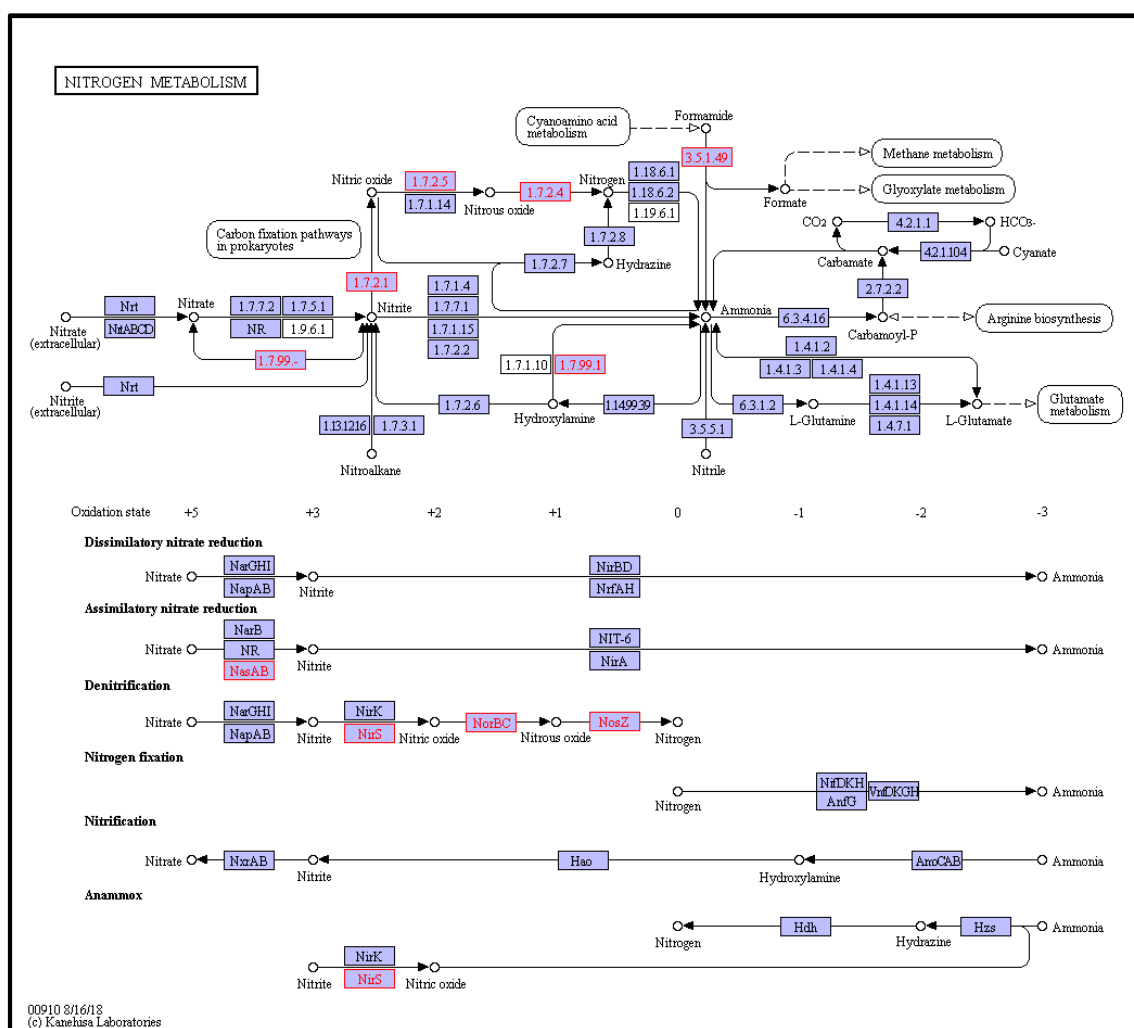 NITROGEN METABOLISM
Cyanoamino acid
metabolism
Formamide
3.5.1.49
Methane metabolism
Glyoxylate metabolism
Formate
Nitric oxide
1.7.2.5
1.7.1.14
Nitrous oxide
1.7.2.4
Nitrogen
1.18.6.1
1.18.6.2
1.19.6.1
1.7.2.8
1.7.2.7
Hydrazine
Carbon fixation pathways
in prokaryotes
CO2
4.2.1.1
HCO3-
Carbamate
4.2.1.104
Cyanate
2.7.2.2
1.7.2.1
Nrt
NrtABCD
Nitrate
(extracellular)
Nitrate
1.7.7.2
1.7.5.1
NR
1.9.6.1
1.7.99.-
Nitrite
1.7.1.4
1.7.7.1
1.7.1.15
1.7.2.2
Ammonia
6.3.4.16
Carbamoyl-P
Arginine biosynthesis
Nrt
Nitrite
(extracellular)
1.7.1.10
1.7.99.1
1.4.1.2
1.4.1.3
1.4.1.4
1.7.2.6
Hydroxylamine
1.14.99.39
6.3.1.2
L-Glutamine
1.4.1.13
1.4.1.14
1.4.7.1
L-Glutamate
Glutamate
metabolism
1.13.12.16
1.7.3.1
Nitroalkane
3.5.5.1
Nitrile
Oxidation state +5 +3 +2 +1 0 -1 -2 -3
Dissimilatory nitrate reduction
NarGHI
NapAB
NirBD
NrfAH
Nitrate
Nitrite
Ammonia
Assimilatory nitrate reduction
NarB
NR
NasAB
NIT-6
NirA
Nitrate
Nitrite
Ammonia
Denitrification
NarGHI
NapAB
NirK
NirS
NorBC
NosZ
Nitrate
Nitrite
Nitric oxide
Nitrous oxide
Nitrogen
Nitrogen fixation
NifDKH
AnfG
VnfDKGH
Nitrogen
Ammonia
Nitrification
Nitrate
NxrAB
Nitrite
Hao
Hydroxylamine
AmoCAB
Ammonia
Anammox
Nitrogen
Hdh
Hydrazine
Hzs
Ammonia
NirK
NirS
Nitrite
Nitric oxide
00910 8/16/18
(c) Kanehisa Laboratories